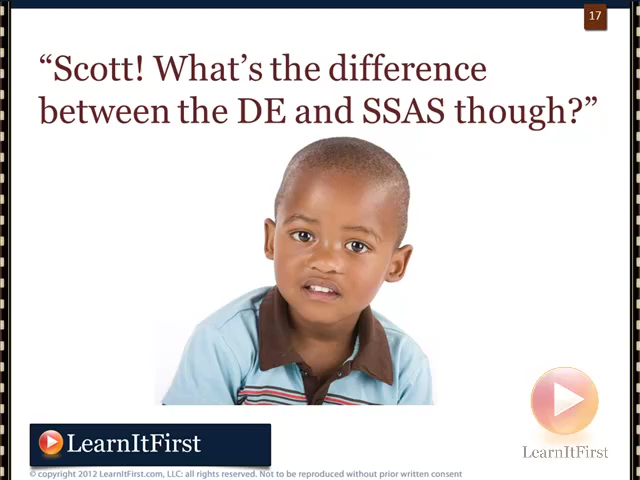 17
“Scott! What’s the difference
between the DE and SSAS though?”
LearnItFirst
LearnItFirst
© copyright 2012 LearnItFirst.com, LLC: all rights reserved. Not to be reproduced without prior written consent